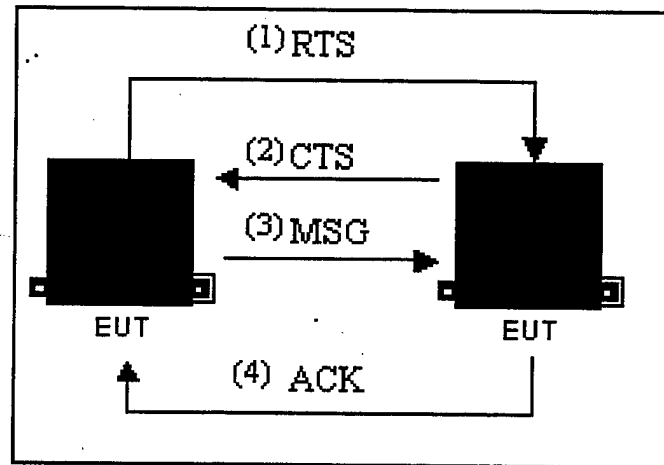 (1) RTS
(2) CTS
(3) MSG
EUT
EUT
(4) ACK